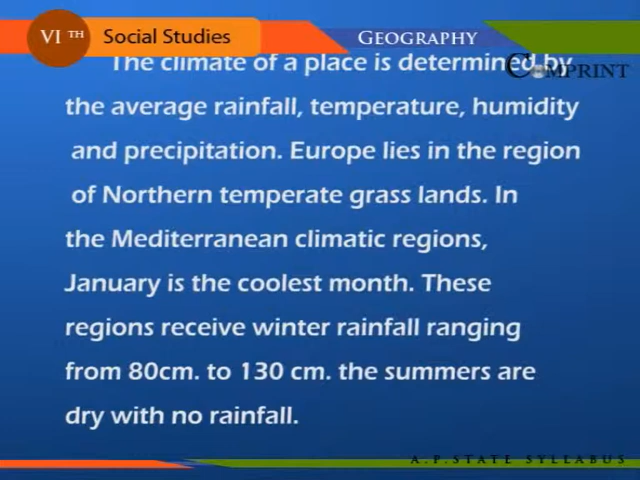 VI TH Social Studies
GEOGRAPHY
COMPRINT
The climate of a place is determined by
the average rainfall, temperature, humidity
and precipitation. Europe lies in the region
of Northern temperate grass lands. In
the Mediterranean climatic regions,
January is the coolest month. These
regions receive winter rainfall ranging
from 80cm. to 130 cm. the summers are
dry with no rainfall.
A.P.STATE SYLLABUS